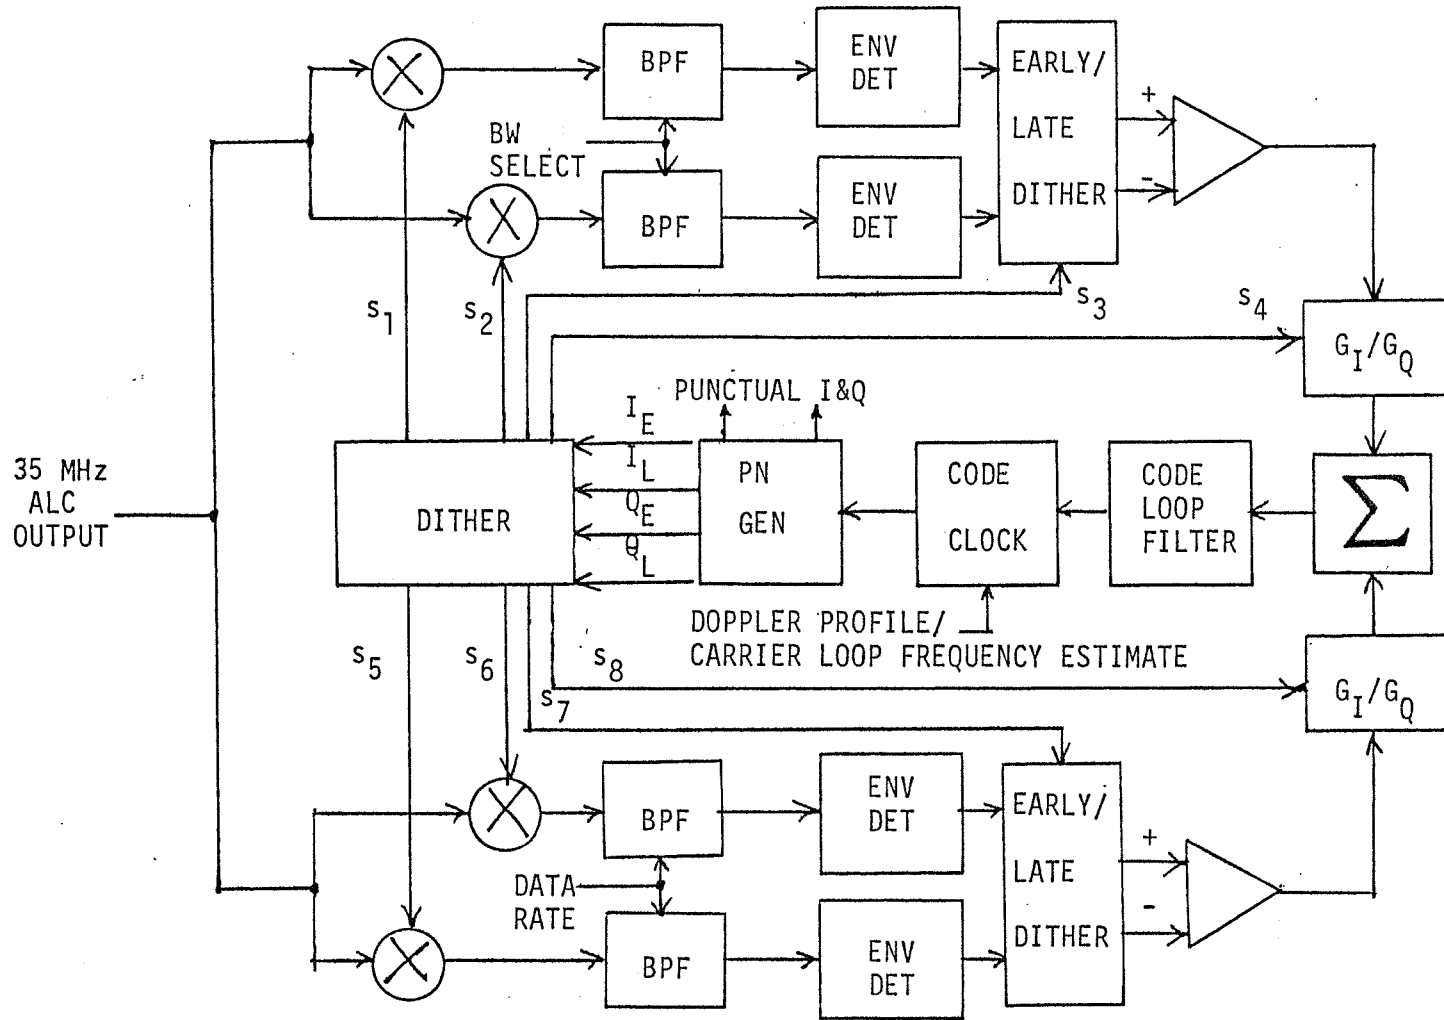 BPF
ENV
DET
EARLY/
LATE
DITHER
+
-
BW
SELECT
BPF
ENV
DET
s1
s2
s3
s4
GI/GQ
PUNCTUAL I&Q
IE
IL
QE
QL
35 MHz
ALC
OUTPUT
DITHER
PN
GEN
CODE
CLOCK
CODE
LOOP
FILTER
Σ
DOPPLER PROFILE/
CARRIER LOOP FREQUENCY ESTIMATE
s5
s6
s7
s8
GI/GQ
BPF
ENV
DET
EARLY/
LATE
DITHER
+
-
DATA
RATE
BPF
ENV
DET